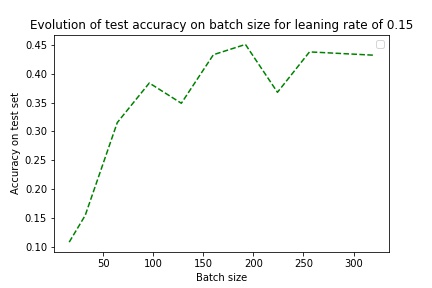 Evolution of test accuracy on batch size for leaning rate of 0.15
0.45
0.40
0.35
0.30
0.25
0.20
0.15
0.10
Accuracy on test set
50 100 150 200 250 300
Batch size